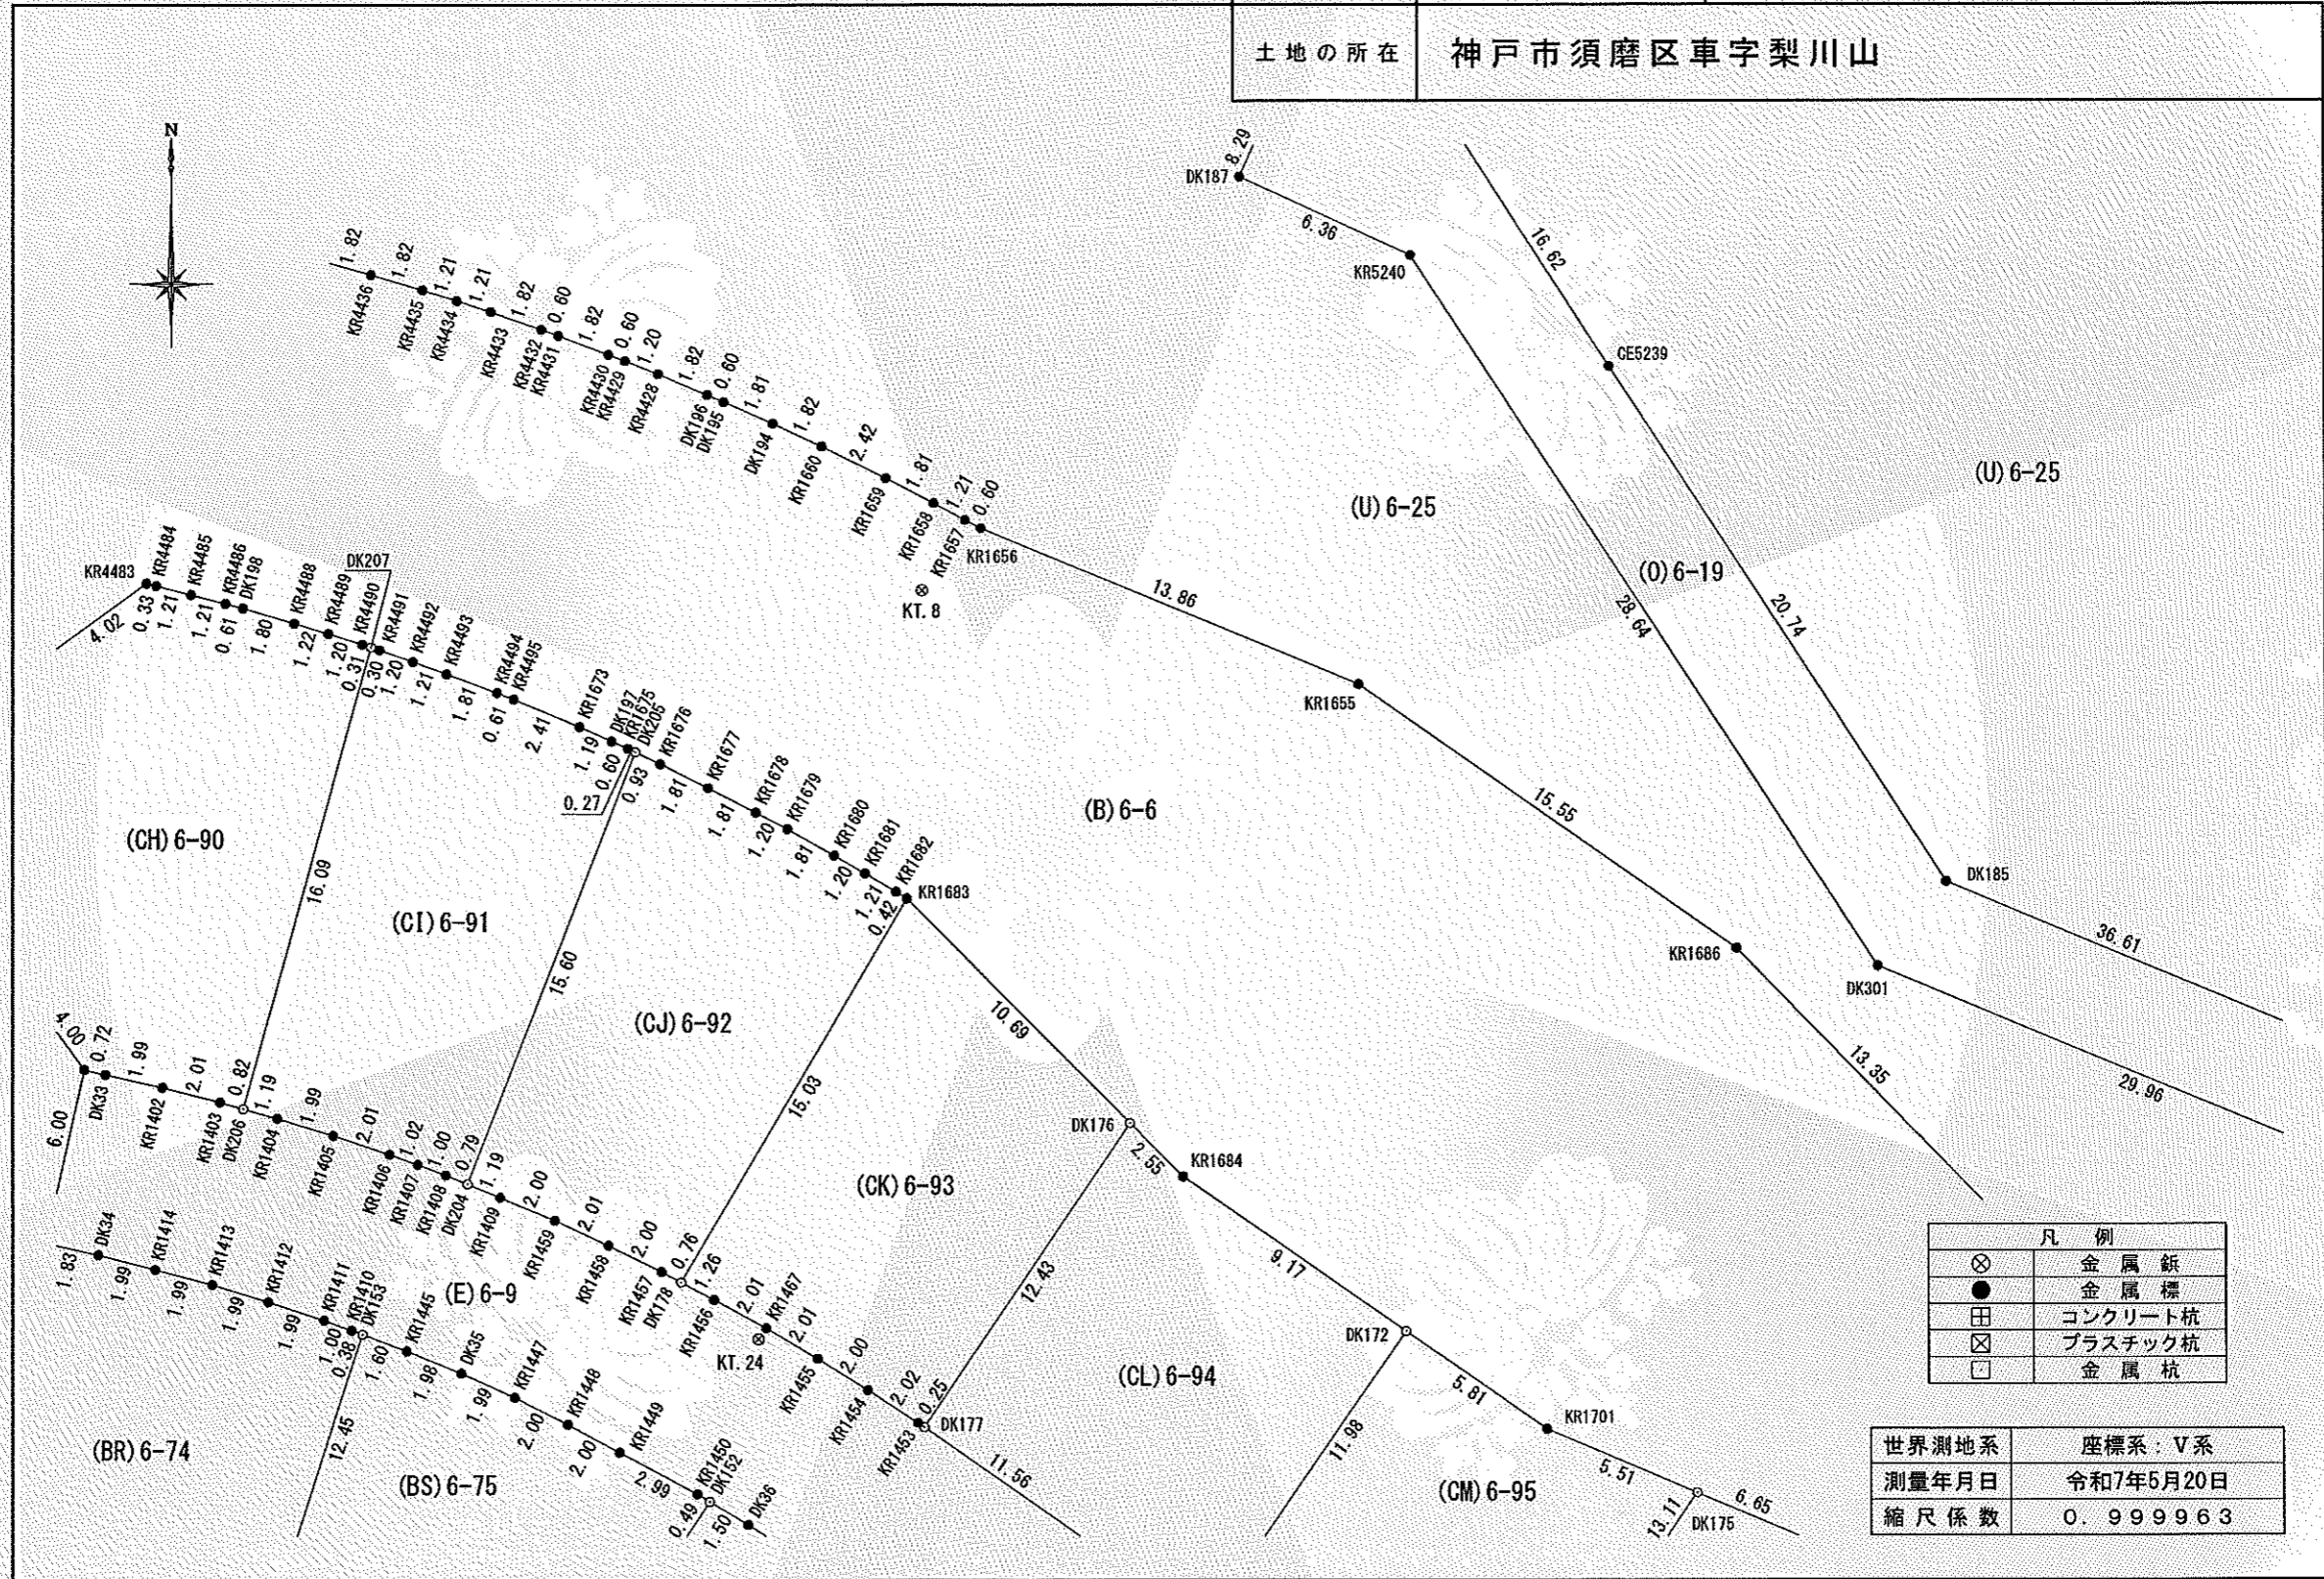 土地の所在 神戸市須磨区車字梨川山
N
DK187 8.29
6.36
KR5240
16.62
CE5239
28.64
20.74
(U)6-25
(U)6-25
(O)6-19
DK185
36.61
DK301
29.96
1.82 1.82 1.21 1.21 1.82 0.60 1.82 0.60 1.20 1.82 0.60 1.81 1.82 2.42 1.81 1.21 0.60
KR4436 KR4435 KR4434 KR4433 KR4432 KR4431 KR4430 KR4429 KR4428 DK196 DK195 DK194 KR1660 KR1659 KR1658 KR1657 KR1656
KT.8
13.86
KR1655
15.55
KR1686
13.35
(B)6-6
KR4483 KR4484 KR4485 KR4486 DK198 KR4488 KR4489 KR4490 DK207 KR4491 KR4492 KR4493 KR4494 KR4495 KR1673 DK197 KR1675 DK205 KR1676 KR1677 KR1678 KR1679 KR1680 KR1681 KR1682 KR1683
4.02 0.33 1.21 1.21 0.61 1.80 1.22 1.20 0.31 0.30 1.20 1.21 1.81 0.61 2.41 1.19 0.60 0.27 0.93 1.81 1.81 1.20 1.81 1.20 1.21 0.42
(CH)6-90
16.09
(CI)6-91
15.60
(CJ)6-92
15.03
10.69
(CK)6-93
DK176
2.55
KR1684
12.43
9.17
DK172
5.81
KR1701
5.51
DK175
6.65
13.11
11.98
(CL)6-94
(CM)6-95
4.00 0.72 1.99 2.01 0.82 1.19 1.99 2.01 1.02 1.00 0.79 1.19 2.00 2.01 2.00 0.76 1.26 2.01 2.01 2.00 2.02 0.25
6.00
DK33 KR1402 KR1403 DK206 KR1404 KR1405 KR1406 KR1407 KR1408 DK204 KR1409 KR1459 KR1458 KR1457 DK178 KR1456 KR1467 KR1455 KR1454 KR1453 DK177
KT.24
11.56
(E)6-9
DK34 KR1414 KR1413 KR1412 KR1411 KR1410 DK153 KR1445 DK35 KR1447 KR1448 KR1449 KR1450 DK152 DK36
1.83 1.99 1.99 1.99 1.99 1.00 0.38 1.60 1.98 1.99 2.00 2.00 2.99 0.49 1.50
12.45
(BR)6-74
(BS)6-75
凡例
金属鋲
金属標
コンクリート杭
プラスチック杭
金属杭
世界測地系 座標系:V系
測量年月日 令和7年5月20日
縮尺係数 0.999963